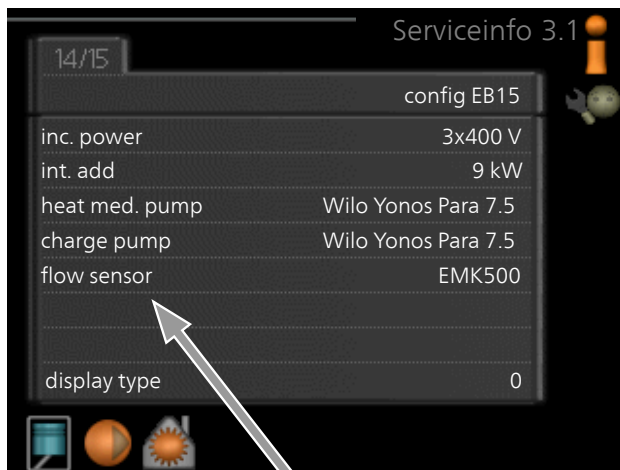 Serviceinfo 3.1
14/15
config EB15
inc. power 3x400 V
int. add 9 kW
heat med. pump Wilo Yonos Para 7.5
charge pump Wilo Yonos Para 7.5
flow sensor EMK500
display type 0